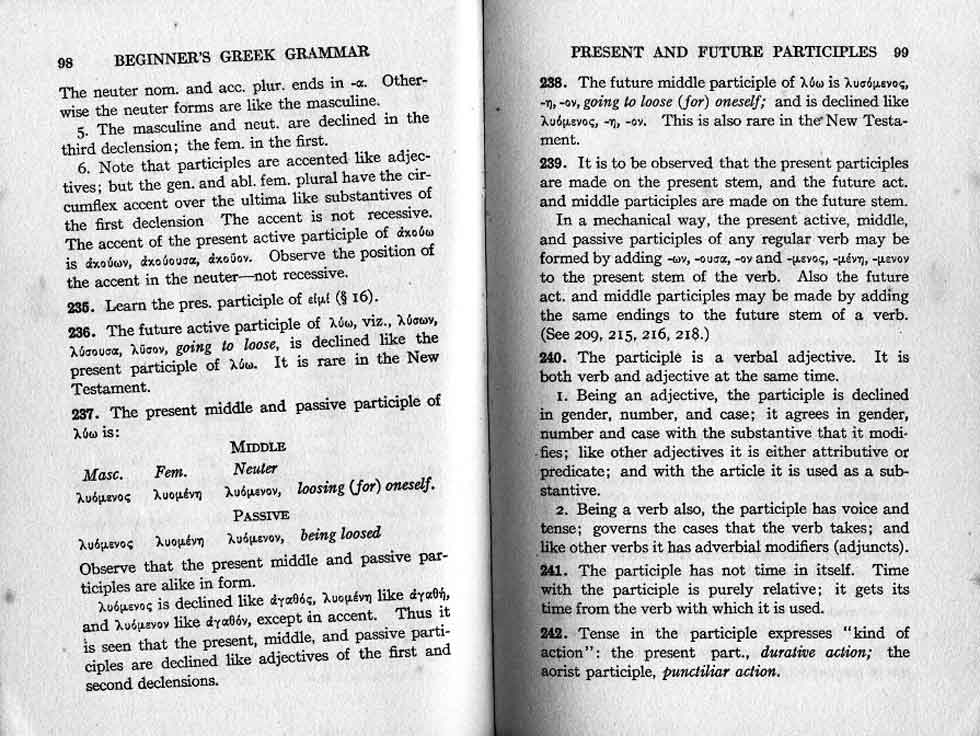 98 BEGINNER'S GREEK GRAMMAR
The neuter nom. and acc. plur. ends in -α. Other-
wise the neuter forms are like the masculine.
5. The masculine and neut. are declined in the
third declension; the fem. in the first.
6. Note that participles are accented like adjec-
tives; but the gen. and abl. fem. plural have the cir-
cumflex accent over the ultima like substantives of
the first declension The accent is not recessive.
The accent of the present active participle of ἀκούω
is ἀκούων, ἀκούουσα, ἀκοῦον. Observe the position of
the accent in the neuter—not recessive.
235. Learn the pres. participle of εἰμί (§ 16).
236. The future active participle of λύω, viz., λύσων,
λύσουσα, λῦσον, going to loose, is declined like the
present participle of λύω. It is rare in the New
Testament.
237. The present middle and passive participle of
λύω is:
MIDDLE
Masc. Fem. Neuter
λυόμενος λυομένη λυόμενον, loosing (for) oneself.
PASSIVE
λυόμενος λυομένη λυόμενον, being loosed
Observe that the present middle and passive par-
ticiples are alike in form.
λυόμενος is declined like ἀγαθός, λυομένη like ἀγαθή,
and λυόμενον like ἀγαθόν, except in accent. Thus it
is seen that the present, middle, and passive parti-
ciples are declined like adjectives of the first and
second declensions.
PRESENT AND FUTURE PARTICIPLES 99
238. The future middle participle of λύω is λυσόμενος,
-η, -ον, going to loose (for) oneself; and is declined like
λυόμενος, -η, -ον. This is also rare in the New Testa-
ment.
239. It is to be observed that the present participles
are made on the present stem, and the future act.
and middle participles are made on the future stem.
In a mechanical way, the present active, middle,
and passive participles of any regular verb may be
formed by adding -ων, -ουσα, -ον and -μενος, -μένη, -μενον
to the present stem of the verb. Also the future
act. and middle participles may be made by adding
the same endings to the future stem of a verb.
(See 209, 215, 216, 218.)
240. The participle is a verbal adjective. It is
both verb and adjective at the same time.
1. Being an adjective, the participle is declined
in gender, number, and case; it agrees in gender,
number and case with the substantive that it modi-
fies; like other adjectives it is either attributive or
predicate; and with the article it is used as a sub-
stantive.
2. Being a verb also, the participle has voice and
tense; governs the cases that the verb takes; and
like other verbs it has adverbial modifiers (adjuncts).
241. The participle has not time in itself. Time
with the participle is purely relative; it gets its
time from the verb with which it is used.
242. Tense in the participle expresses "kind of
action": the present part., durative action; the
aorist participle, punctiliar action.